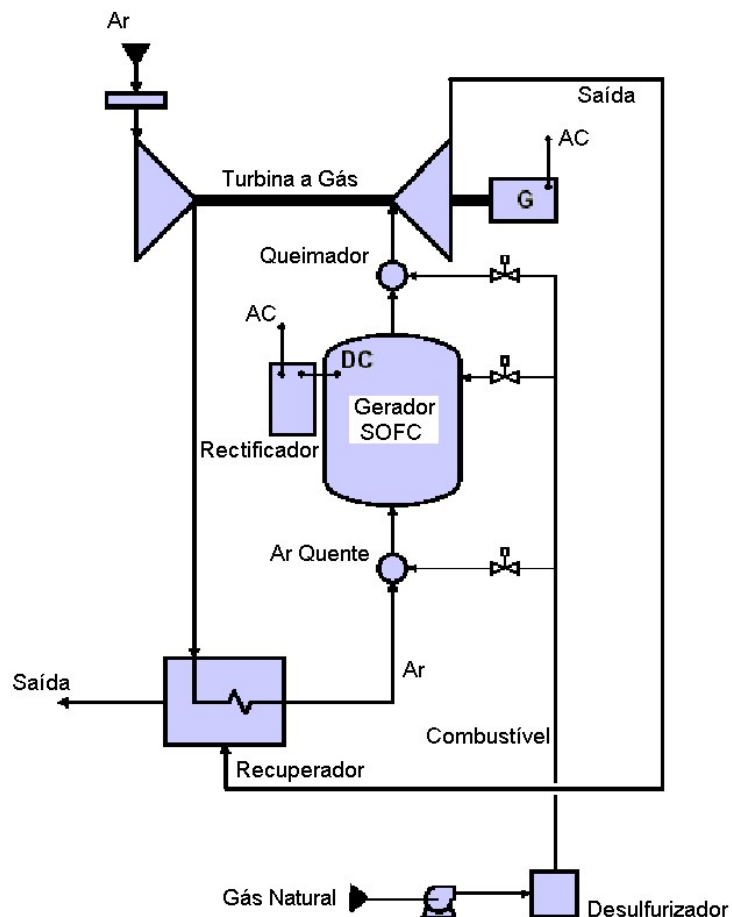 Ar
Saída
AC
Turbina a Gás
G
Queimador
AC
DC
Gerador
SOFC
Rectificador
Ar Quente
Ar
Saída
Combustível
Recuperador
Gás Natural
Desulfurizador